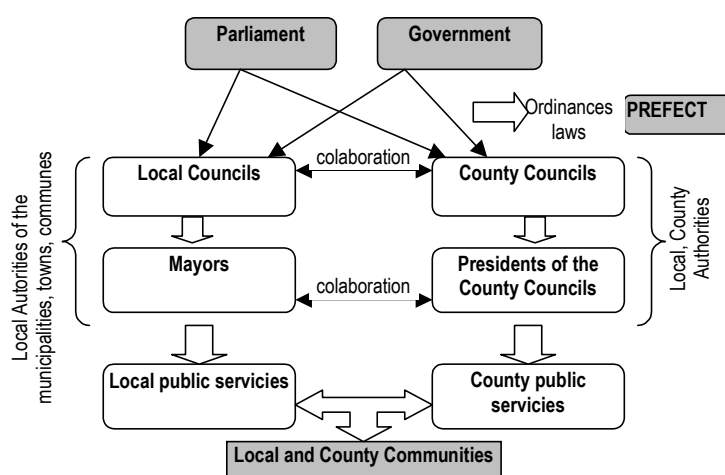 Parliament
Government
Ordinances
laws
PREFECT
Local Councils
colaboration
County Councils
Mayors
colaboration
Presidents of the
County Councils
Local Autorities of the
municipalities, towns, communes
Local, County
Authorities
Local public servicies
County public
servicies
Local and County Communities